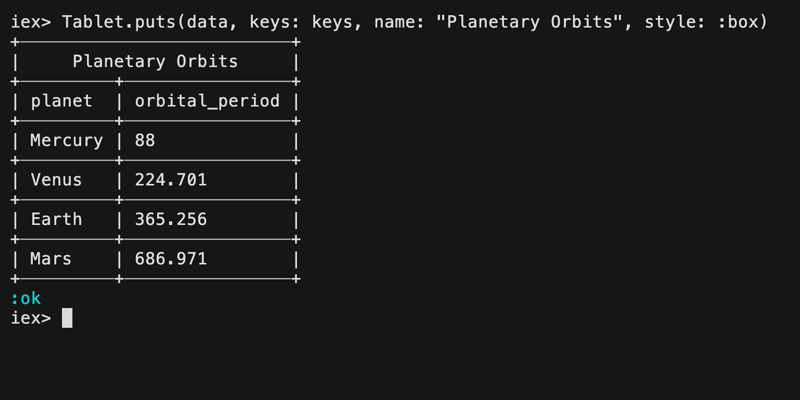 iex> Tablet.puts(data, keys: keys, name: "Planetary Orbits", style: :box)
+--------------------------+
|     Planetary Orbits     |
+---------+----------------+
| planet  | orbital_period |
+---------+----------------+
| Mercury | 88             |
+---------+----------------+
| Venus   | 224.701        |
+---------+----------------+
| Earth   | 365.256        |
+---------+----------------+
| Mars    | 686.971        |
+---------+----------------+
:ok
iex>